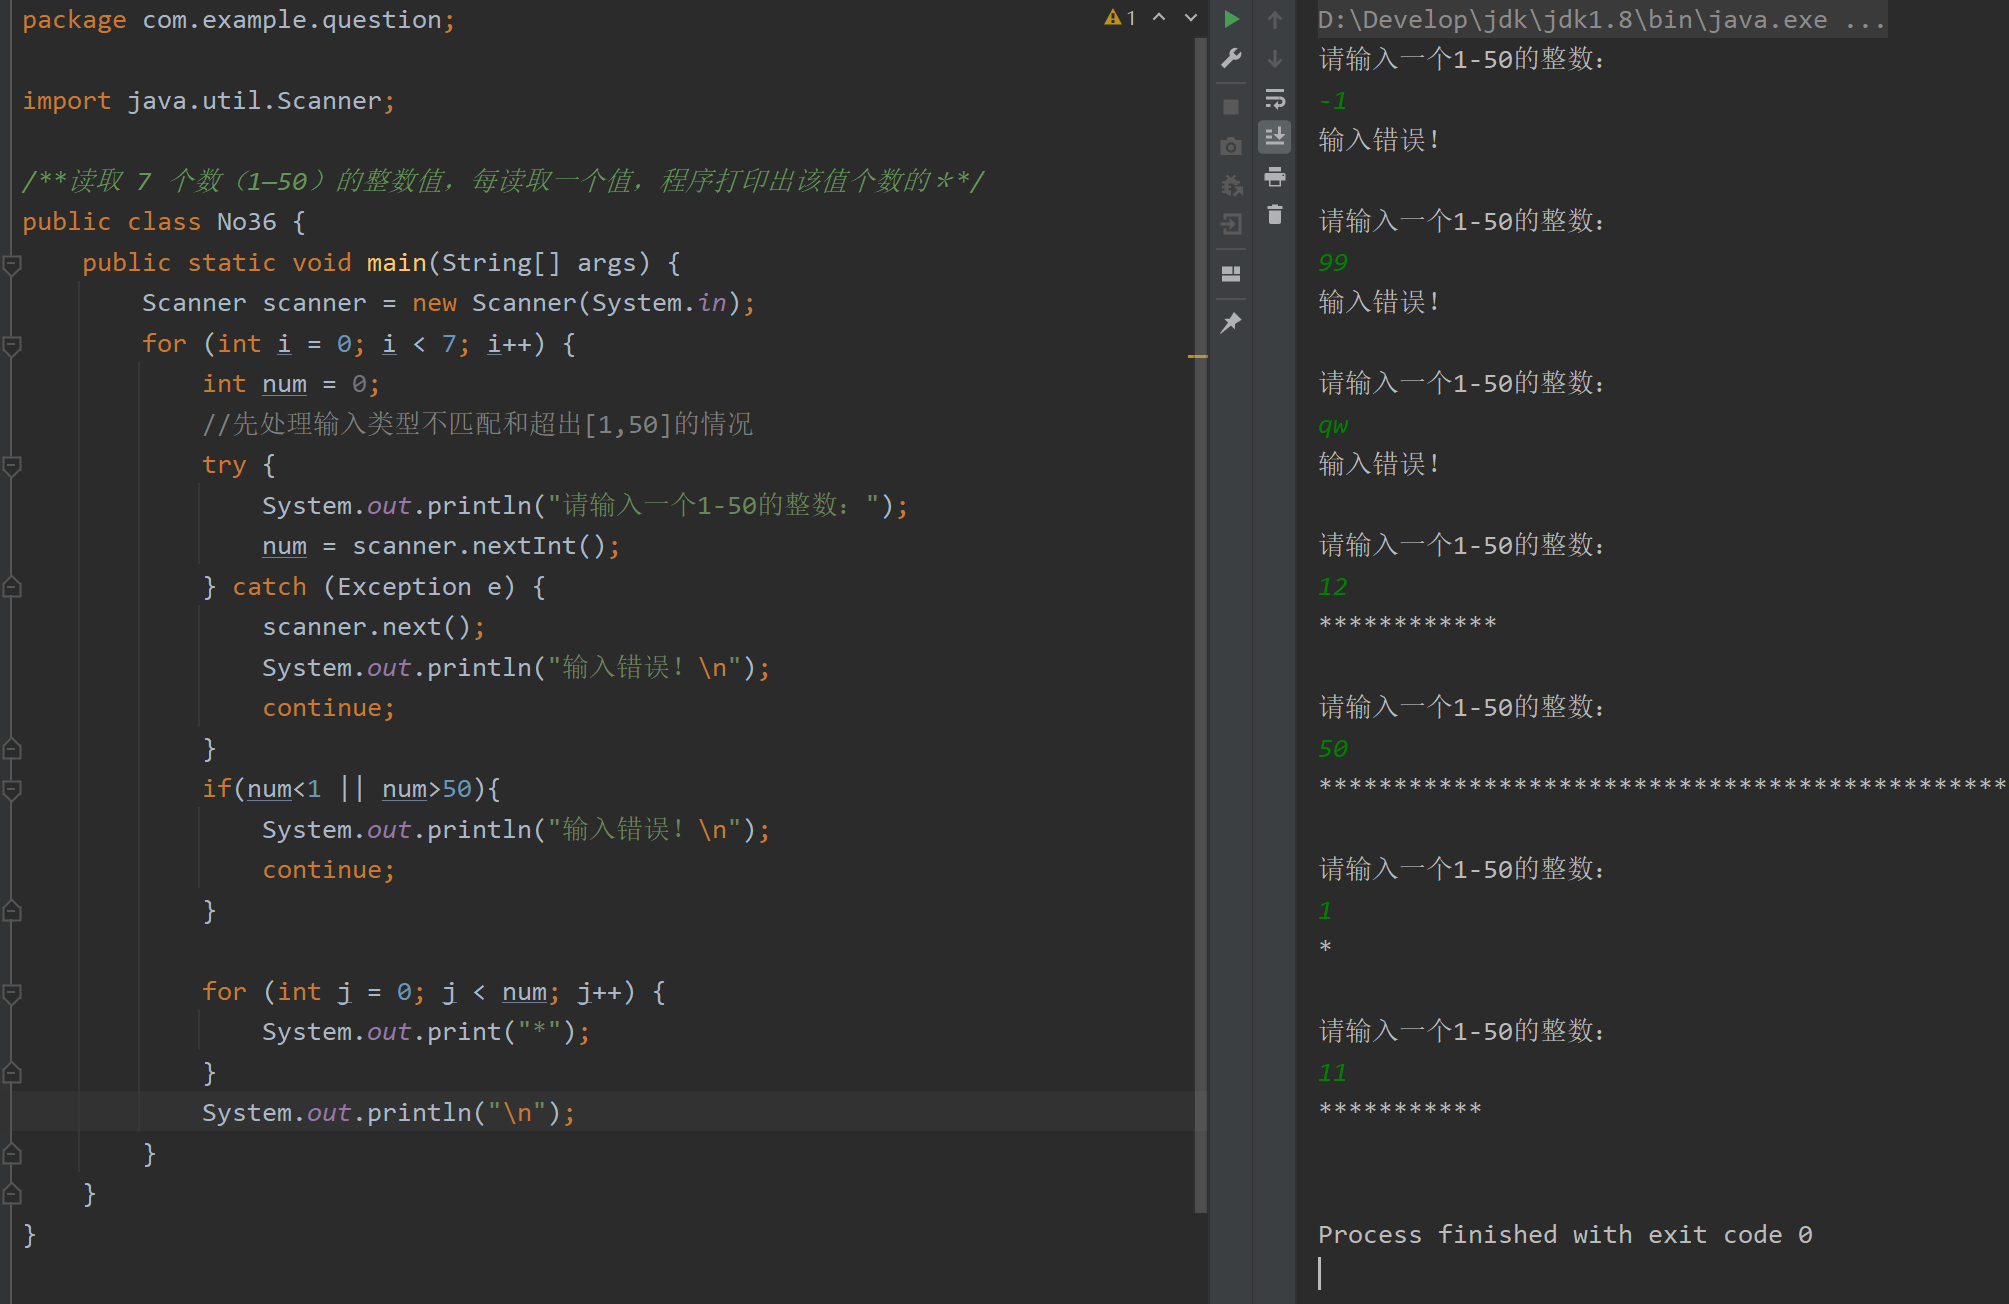 package com.example.question;
import java.util.Scanner;
/**读取 7 个数（1—50）的整数值，每读取一个值，程序打印出该值个数的＊*/
public class No36 {
public static void main(String[] args) {
Scanner scanner = new Scanner(System.in);
for (int i = 0; i < 7; i++) {
int num = 0;
//先处理输入类型不匹配和超出[1,50]的情况
try {
System.out.println("请输入一个1-50的整数：");
num = scanner.nextInt();
} catch (Exception e) {
scanner.next();
System.out.println("输入错误！\n");
continue;
}
if(num<1 || num>50){
System.out.println("输入错误！\n");
continue;
}
for (int j = 0; j < num; j++) {
System.out.print("*");
}
System.out.println("\n");
}
}
}
1
D:\Develop\jdk\jdk1.8\bin\java.exe ...
请输入一个1-50的整数：
-1
输入错误！
请输入一个1-50的整数：
99
输入错误！
请输入一个1-50的整数：
qw
输入错误！
请输入一个1-50的整数：
12
************
请输入一个1-50的整数：
50
**********************************************
请输入一个1-50的整数：
1
*
请输入一个1-50的整数：
11
***********
Process finished with exit code 0